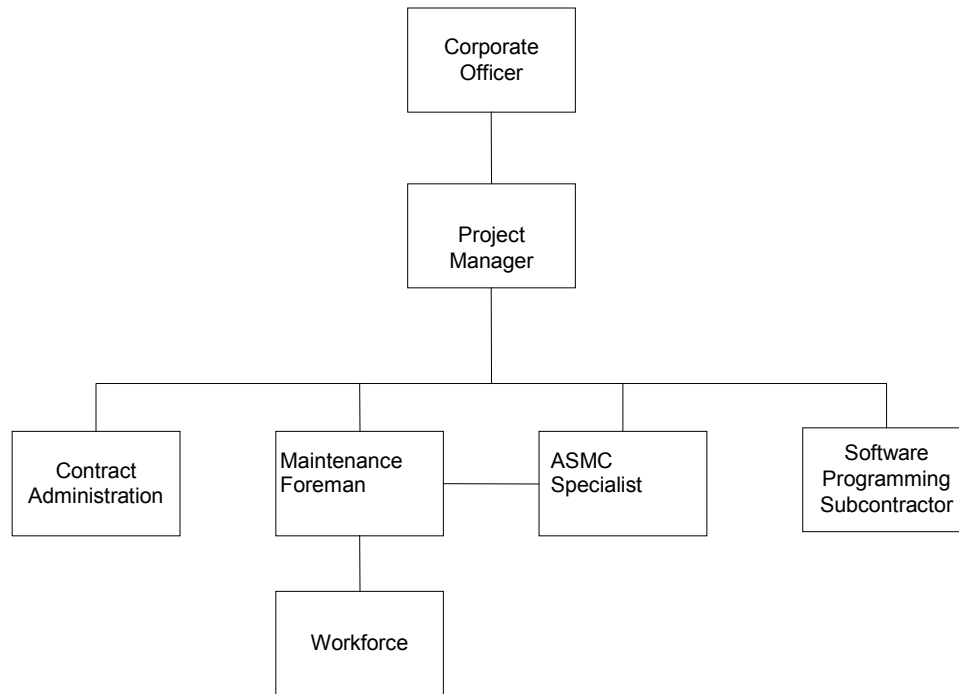 Corporate
Officer
Project
Manager
Contract
Administration
Maintenance
Foreman
ASMC
Specialist
Software
Programming
Subcontractor
Workforce